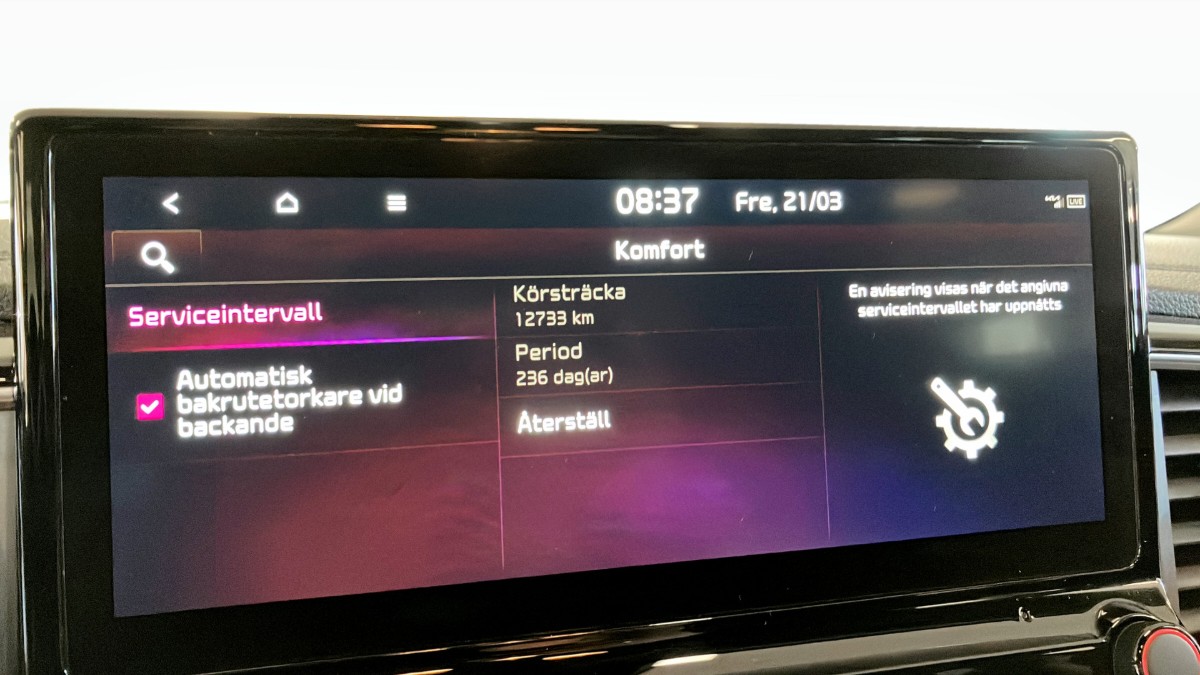 08:37 Fre, 21/03
LIVE
Komfort
Serviceintervall
Automatisk
bakrutetorkare vid
backande
Körsträcka
12733 km
Period
236 dag(ar)
Återställ
En avisering visas när det angivna
serviceintervallet har uppnåtts